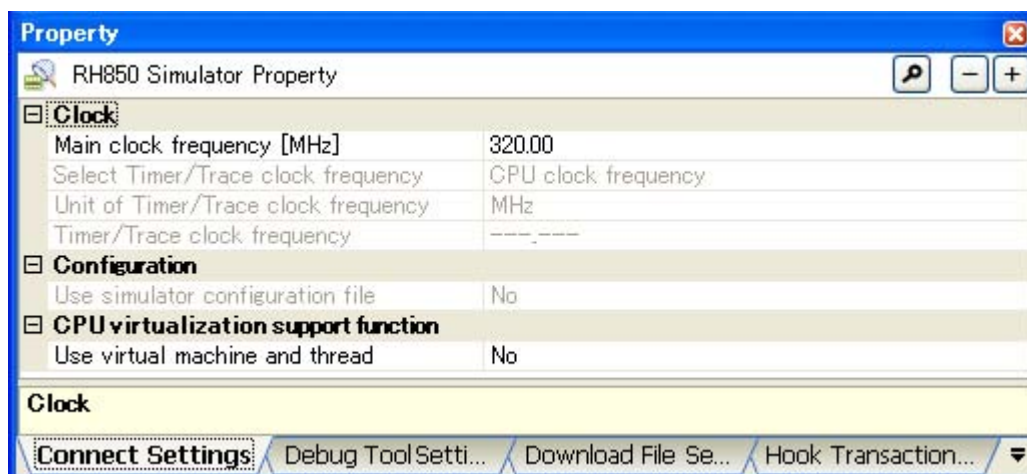 Property
RH850 Simulator Property
Clock
Main clock frequency [MHz] 320.00
Select Timer/Trace clock frequency CPU clock frequency
Unit of Timer/Trace clock frequency MHz
Timer/Trace clock frequency ---.---
Configuration
Use simulator configuration file No
CPU virtualization support function
Use virtual machine and thread No
Clock
Connect Settings Debug Tool Setti... Download File Se... Hook Transaction...